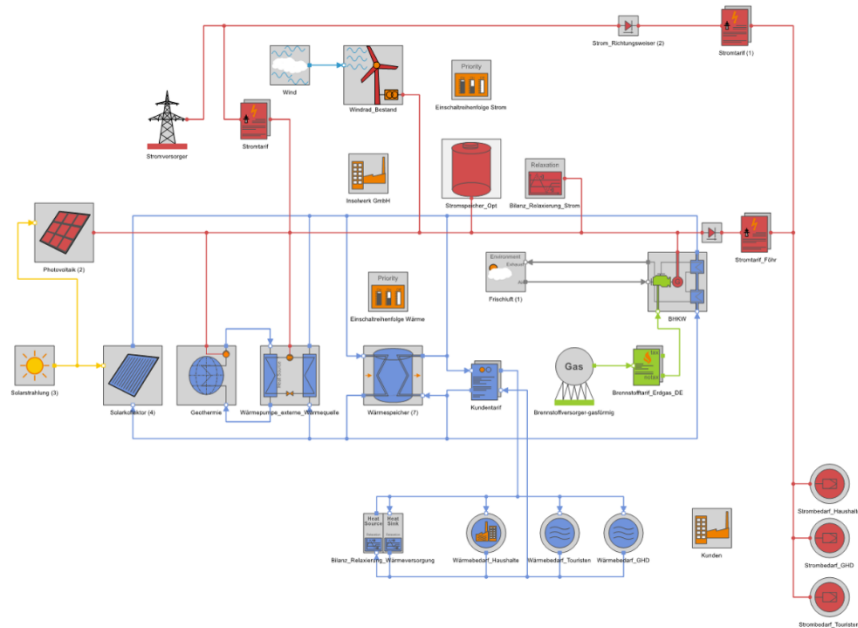 Strom_Richtungsweiser (2)
Stromtarif (1)
Wind
Windrad_Bestand
Priority
Einschaltreihenfolge Strom
Stromversorger
Stromtarif
Inselwerk GmbH
Stromspeicher_Opt
Relaxation
Bilanz_Relaxierung_Strom
Photovoltaik (2)
Stromtarif_Föhr
Environment
Exhaust
Air
Frischluft (1)
BHKW
Priority
Einschaltreihenfolge Wärme
Solarstrahlung (3)
Solarkollektor (4)
Geothermie
Wärmepumpe_externe_Wärmequelle
Wärmespeicher (7)
Kundentarif
Gas
Brennstoffversorger-gasförmig
Brennstofftarif_Erdgas_DE
Heat Source
Heat Sink
Bilanz_Relaxierung_Wärmeversorgung
Wärmebedarf_Haushalte
Wärmebedarf_Touristen
Wärmebedarf_GHD
Kunden
Strombedarf_Haushalte
Strombedarf_GHD
Strombedarf_Touristen